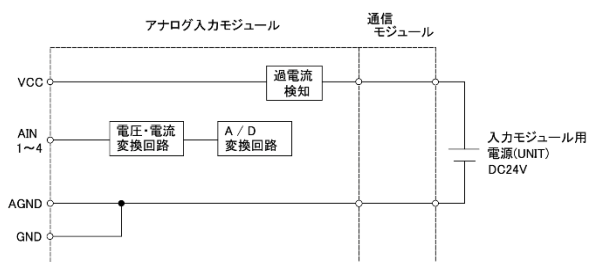 アナログ入力モジュール
通信
モジュール
VCC
過電流
検知
AIN
1～4
電圧・電流
変換回路
A / D
変換回路
入力モジュール用
電源(UNIT)
DC24V
AGND
GND